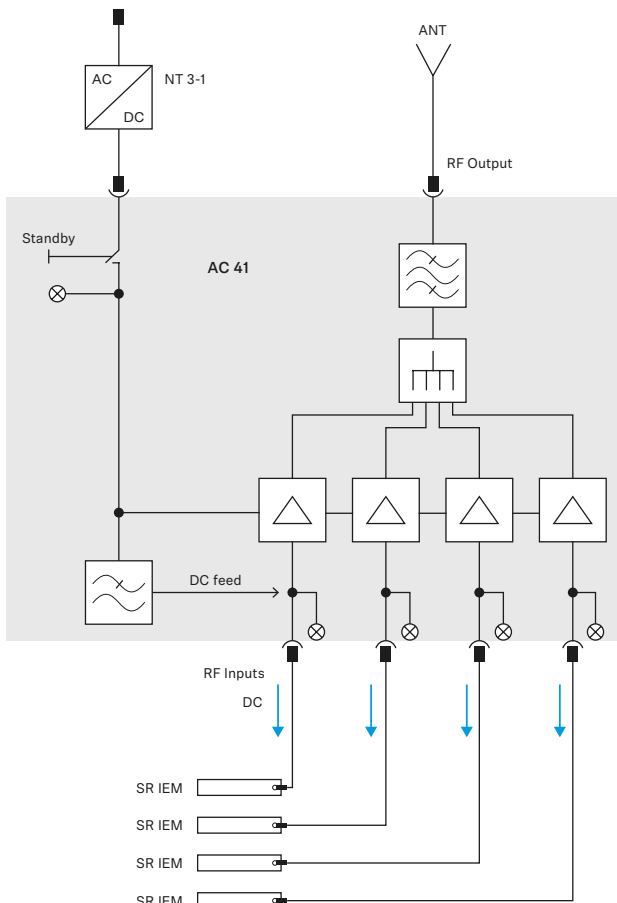 ANT
AC
NT 3-1
DC
RF Output
Standby
AC 41
DC feed
RF Inputs
DC
SR IEM
SR IEM
SR IEM
SR IEM